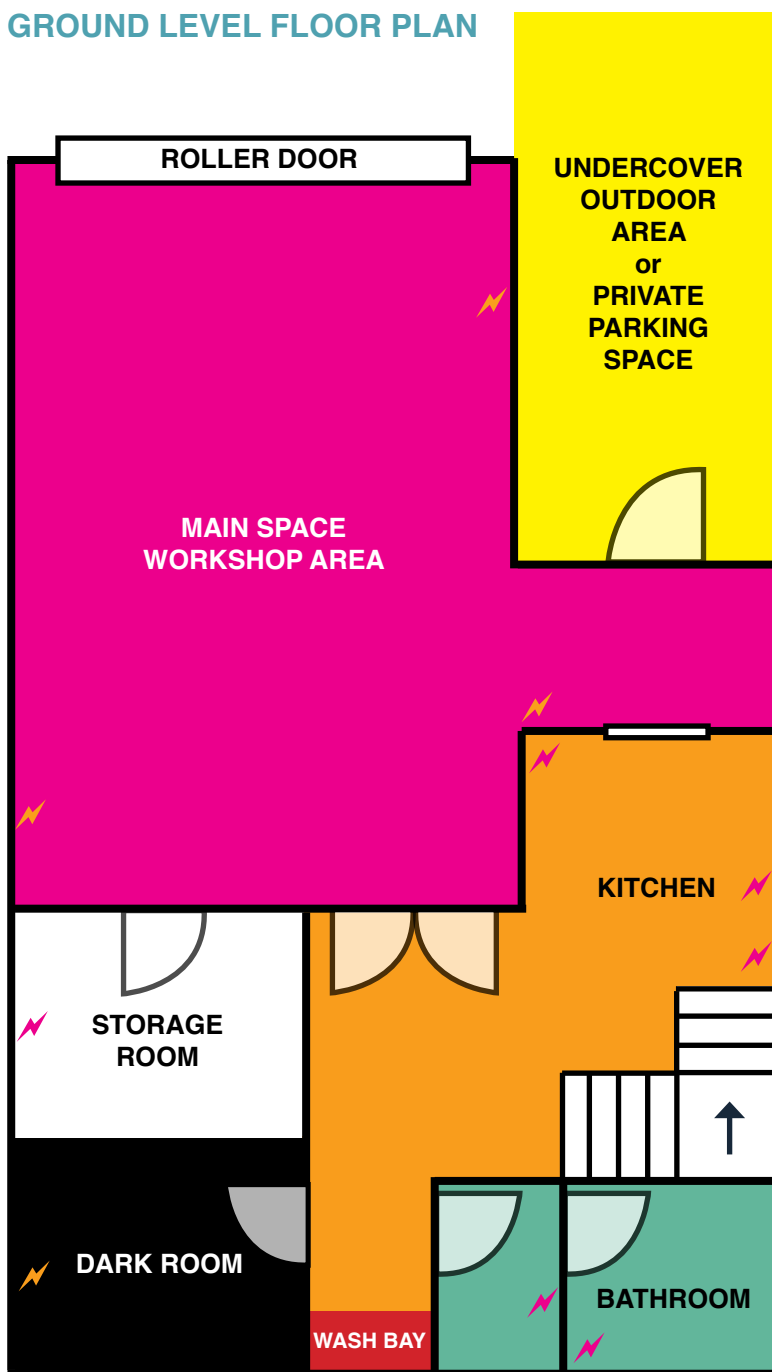 GROUND LEVEL FLOOR PLAN
ROLLER DOOR
UNDERCOVER
OUTDOOR
AREA
or
PRIVATE
PARKING
SPACE
MAIN SPACE
WORKSHOP AREA
KITCHEN
STORAGE
ROOM
DARK ROOM
BATHROOM
WASH BAY